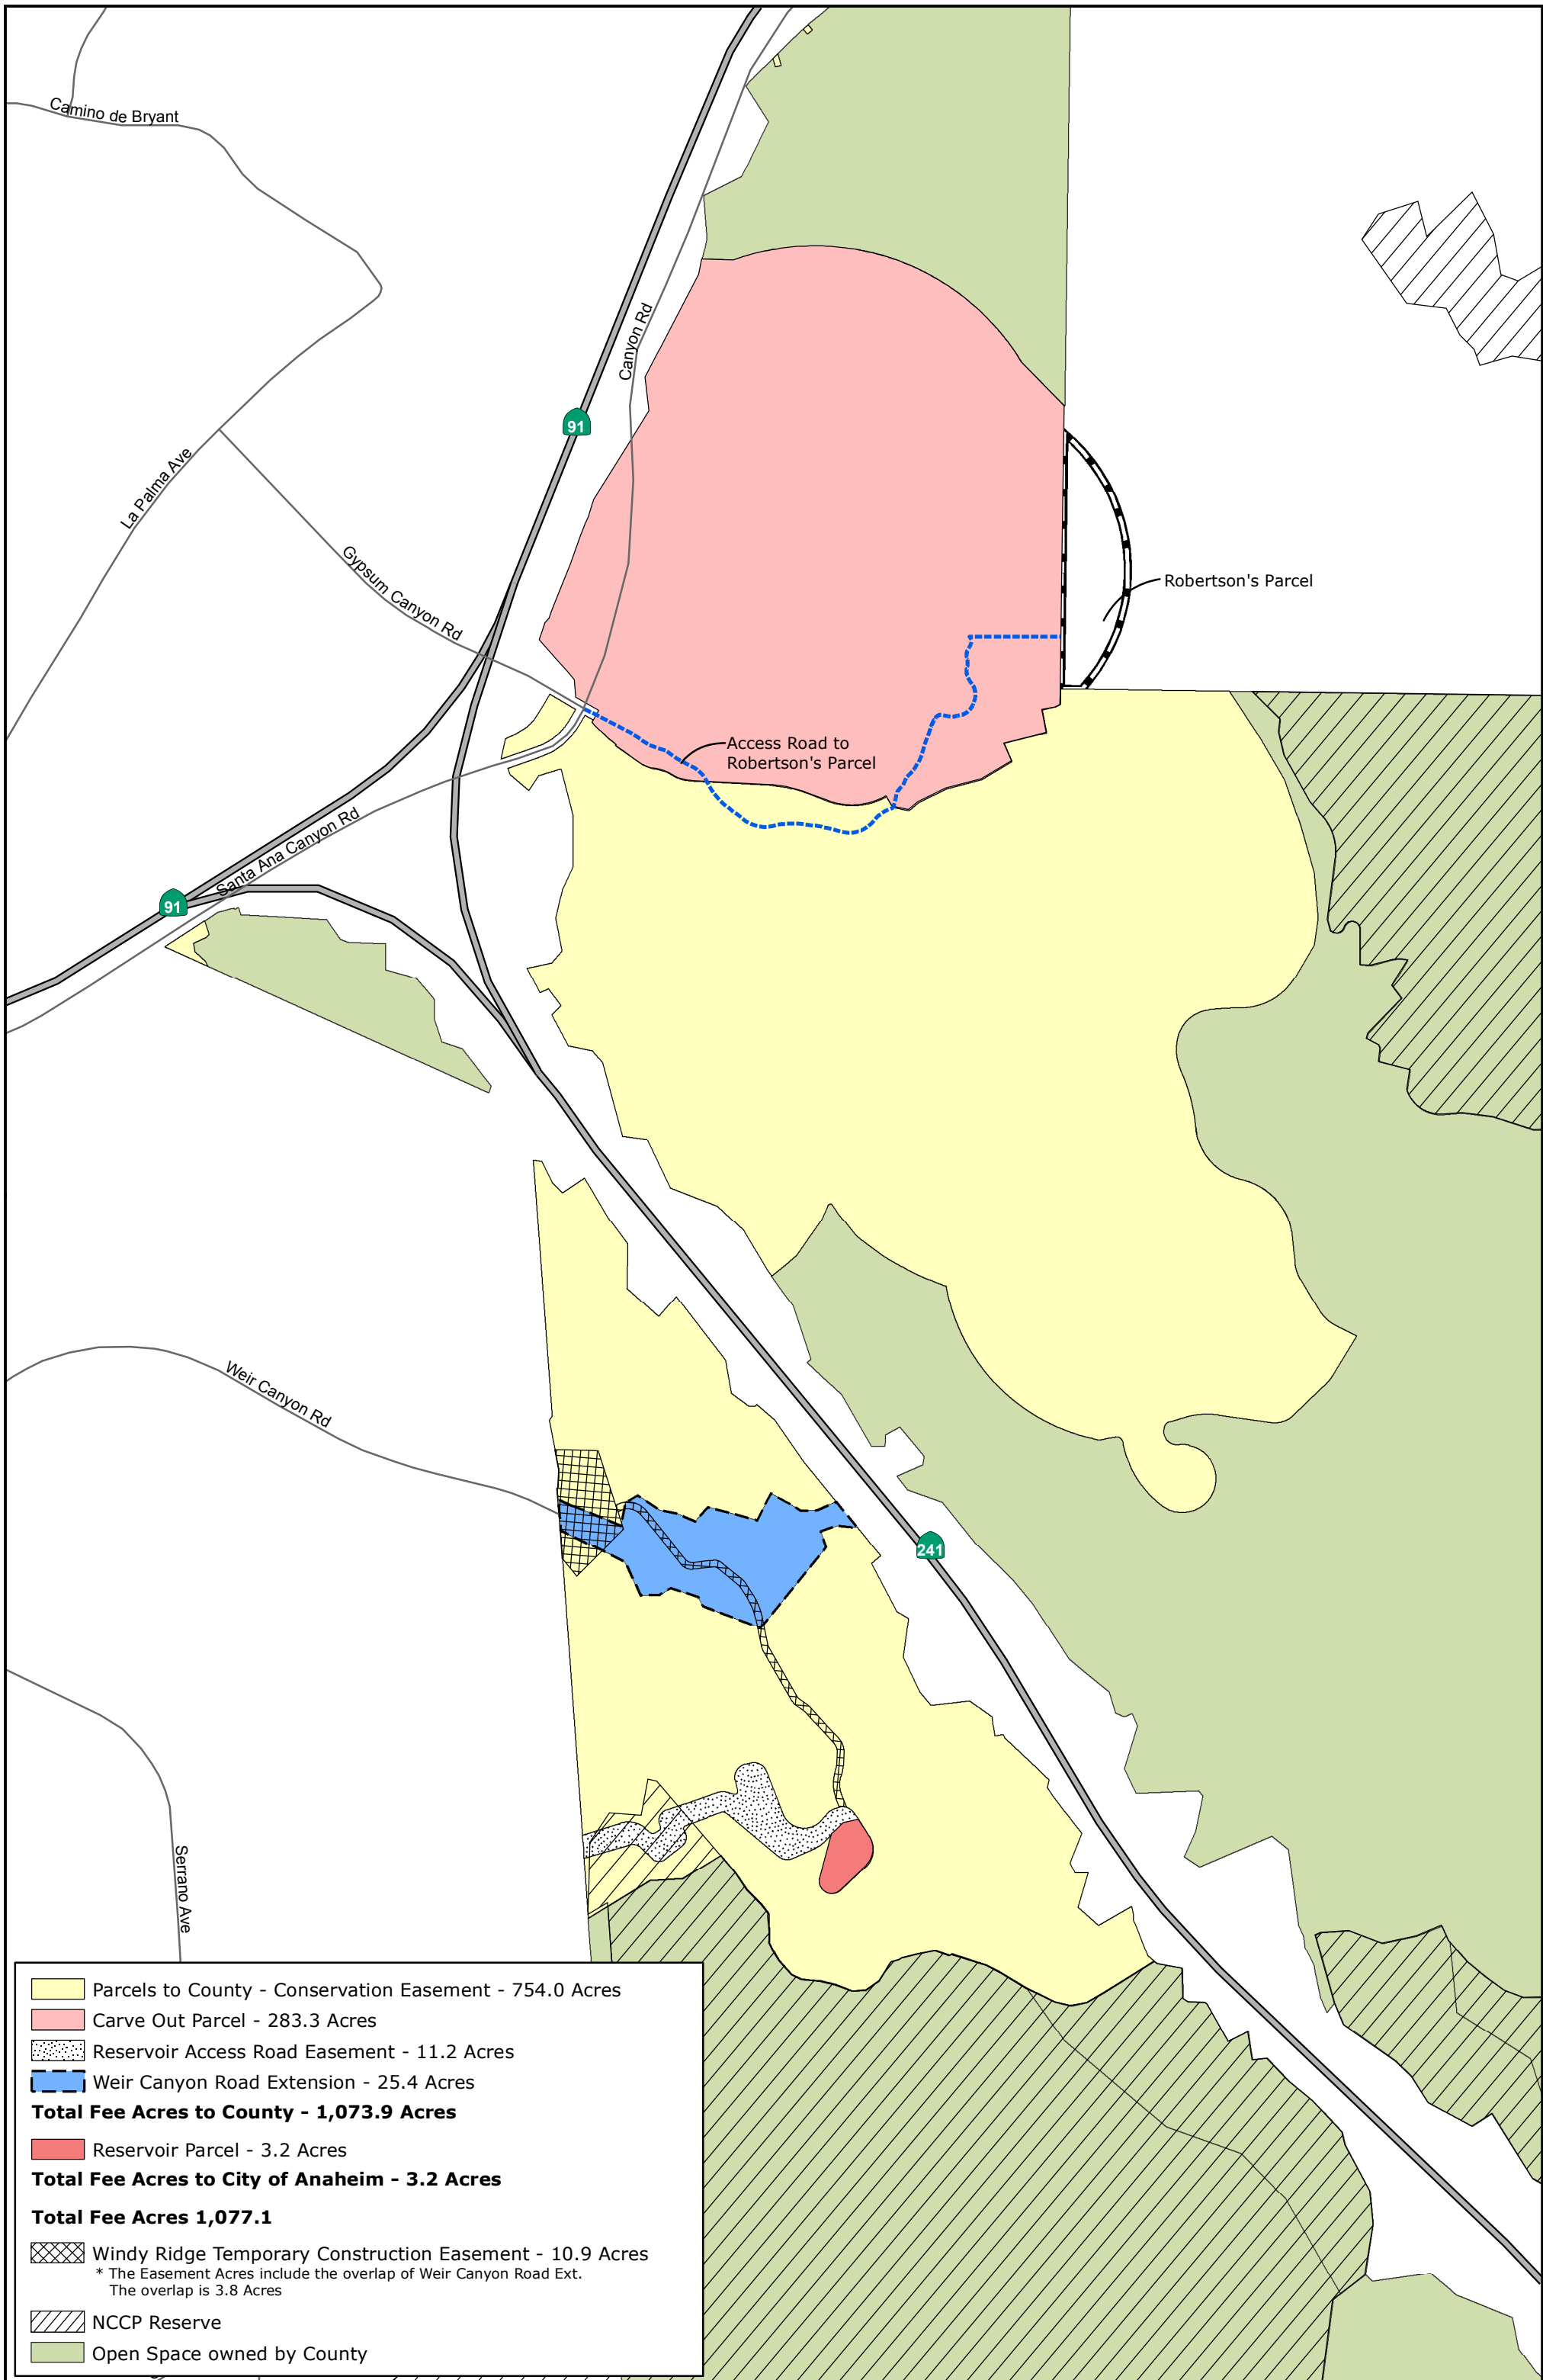 Camino de Bryant
Canyon Rd
91
La Palma Ave
Gypsum Canyon Rd
Robertson's Parcel
Access Road to
Robertson's Parcel
Santa Ana Canyon Rd
91
Weir Canyon Rd
241
Serrano Ave
Parcels to County - Conservation Easement - 754.0 Acres
Carve Out Parcel - 283.3 Acres
Reservoir Access Road Easement - 11.2 Acres
Weir Canyon Road Extension - 25.4 Acres
Total Fee Acres to County - 1,073.9 Acres
Reservoir Parcel - 3.2 Acres
Total Fee Acres to City of Anaheim - 3.2 Acres
Total Fee Acres 1,077.1
Windy Ridge Temporary Construction Easement - 10.9 Acres
* The Easement Acres include the overlap of Weir Canyon Road Ext.
The overlap is 3.8 Acres
NCCP Reserve
Open Space owned by County